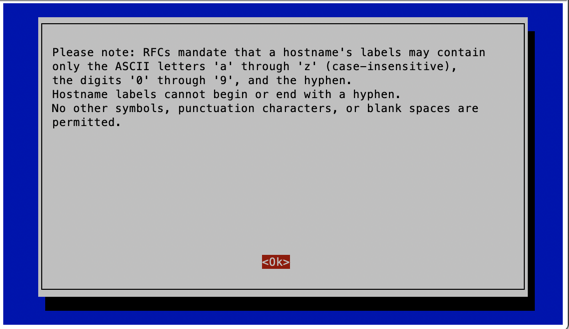 Please note: RFCs mandate that a hostname's labels may contain
only the ASCII letters 'a' through 'z' (case-insensitive),
the digits '0' through '9', and the hyphen.
Hostname labels cannot begin or end with a hyphen.
No other symbols, punctuation characters, or blank spaces are
permitted.
<Ok>